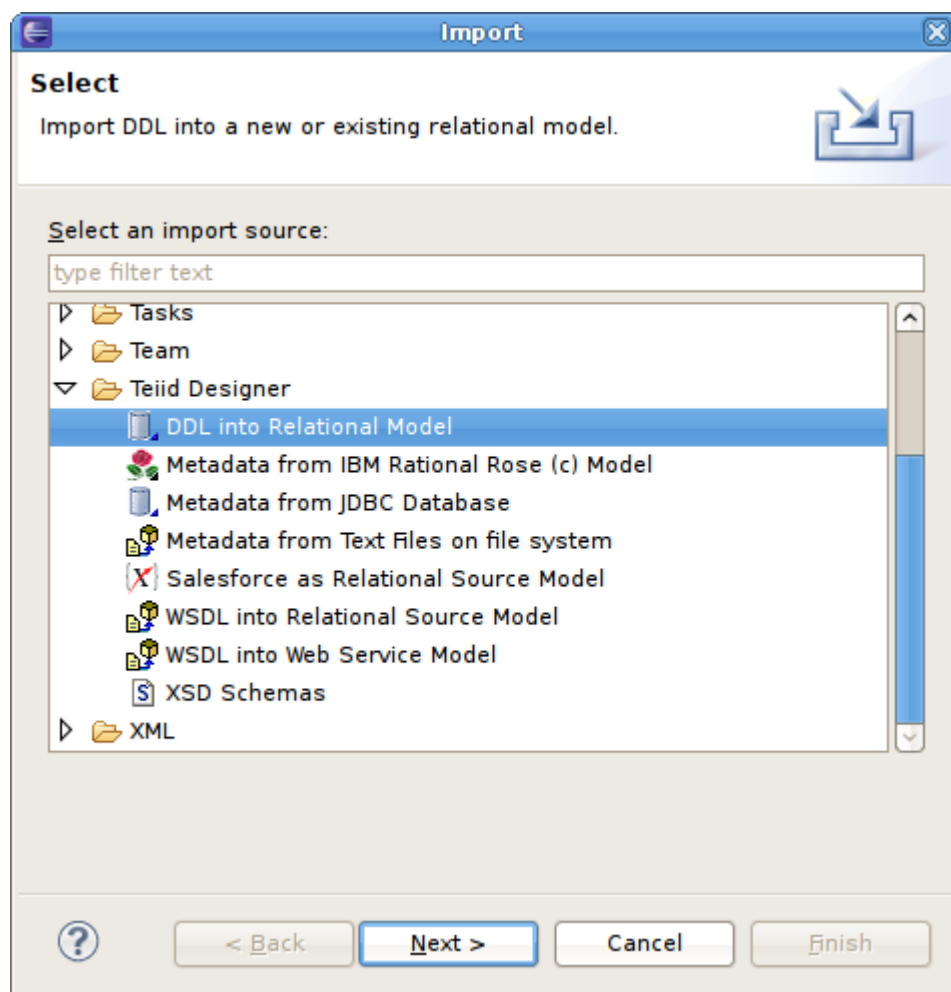 Import
Select
Import DDL into a new or existing relational model.
Select an import source:
type filter text
Tasks
Team
Teiid Designer
DDL into Relational Model
Metadata from IBM Rational Rose (c) Model
Metadata from JDBC Database
Metadata from Text Files on file system
Salesforce as Relational Source Model
WSDL into Relational Source Model
WSDL into Web Service Model
XSD Schemas
XML
< Back Next > Cancel Finish